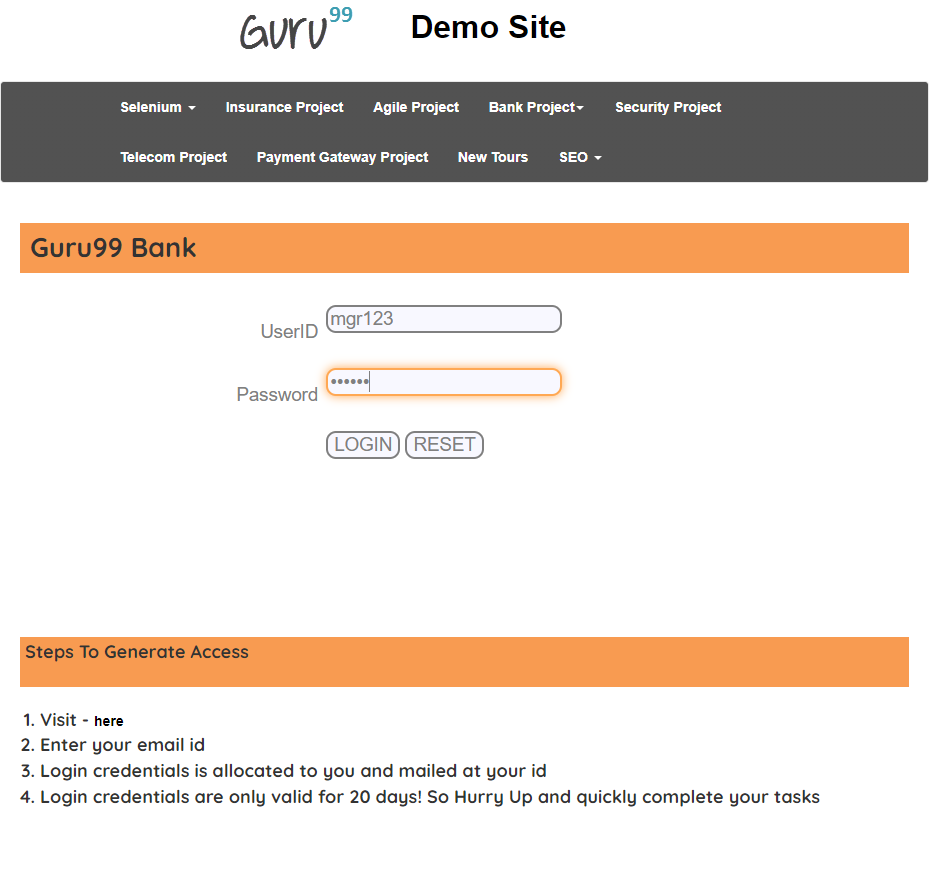 Guru99 Demo Site
Selenium Insurance Project Agile Project Bank Project Security Project
Telecom Project Payment Gateway Project New Tours SEO
Guru99 Bank
UserID mgr123
Password ••••••
LOGIN RESET
Steps To Generate Access
1. Visit - here
2. Enter your email id
3. Login credentials is allocated to you and mailed at your id
4. Login credentials are only valid for 20 days! So Hurry Up and quickly complete your tasks